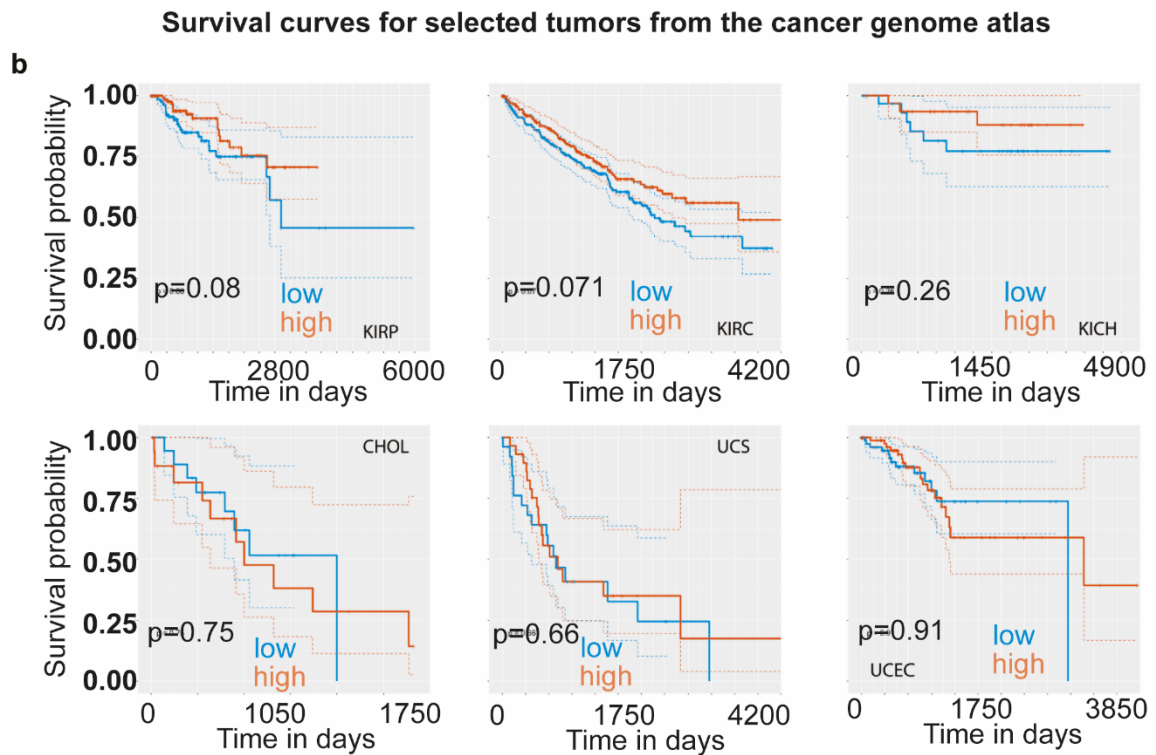 Survival curves for selected tumors from the cancer genome atlas
b
Survival probability
1.00
0.75
0.50
0.25
0.00
p=0.08
low
high
KIRP
0 2800 6000
Time in days
p=0.071
low
high
KIRC
0 1750 4200
Time in days
p=0.26
low
high
KICH
0 1450 4900
Time in days
Survival probability
1.00
0.75
0.50
0.25
0.00
CHOL
p=0.75
low
high
0 1050 1750
Time in days
UCS
p=0.66
low
high
0 1750 4200
Time in days
p=0.91
low
high
UCEC
0 1750 3850
Time in days